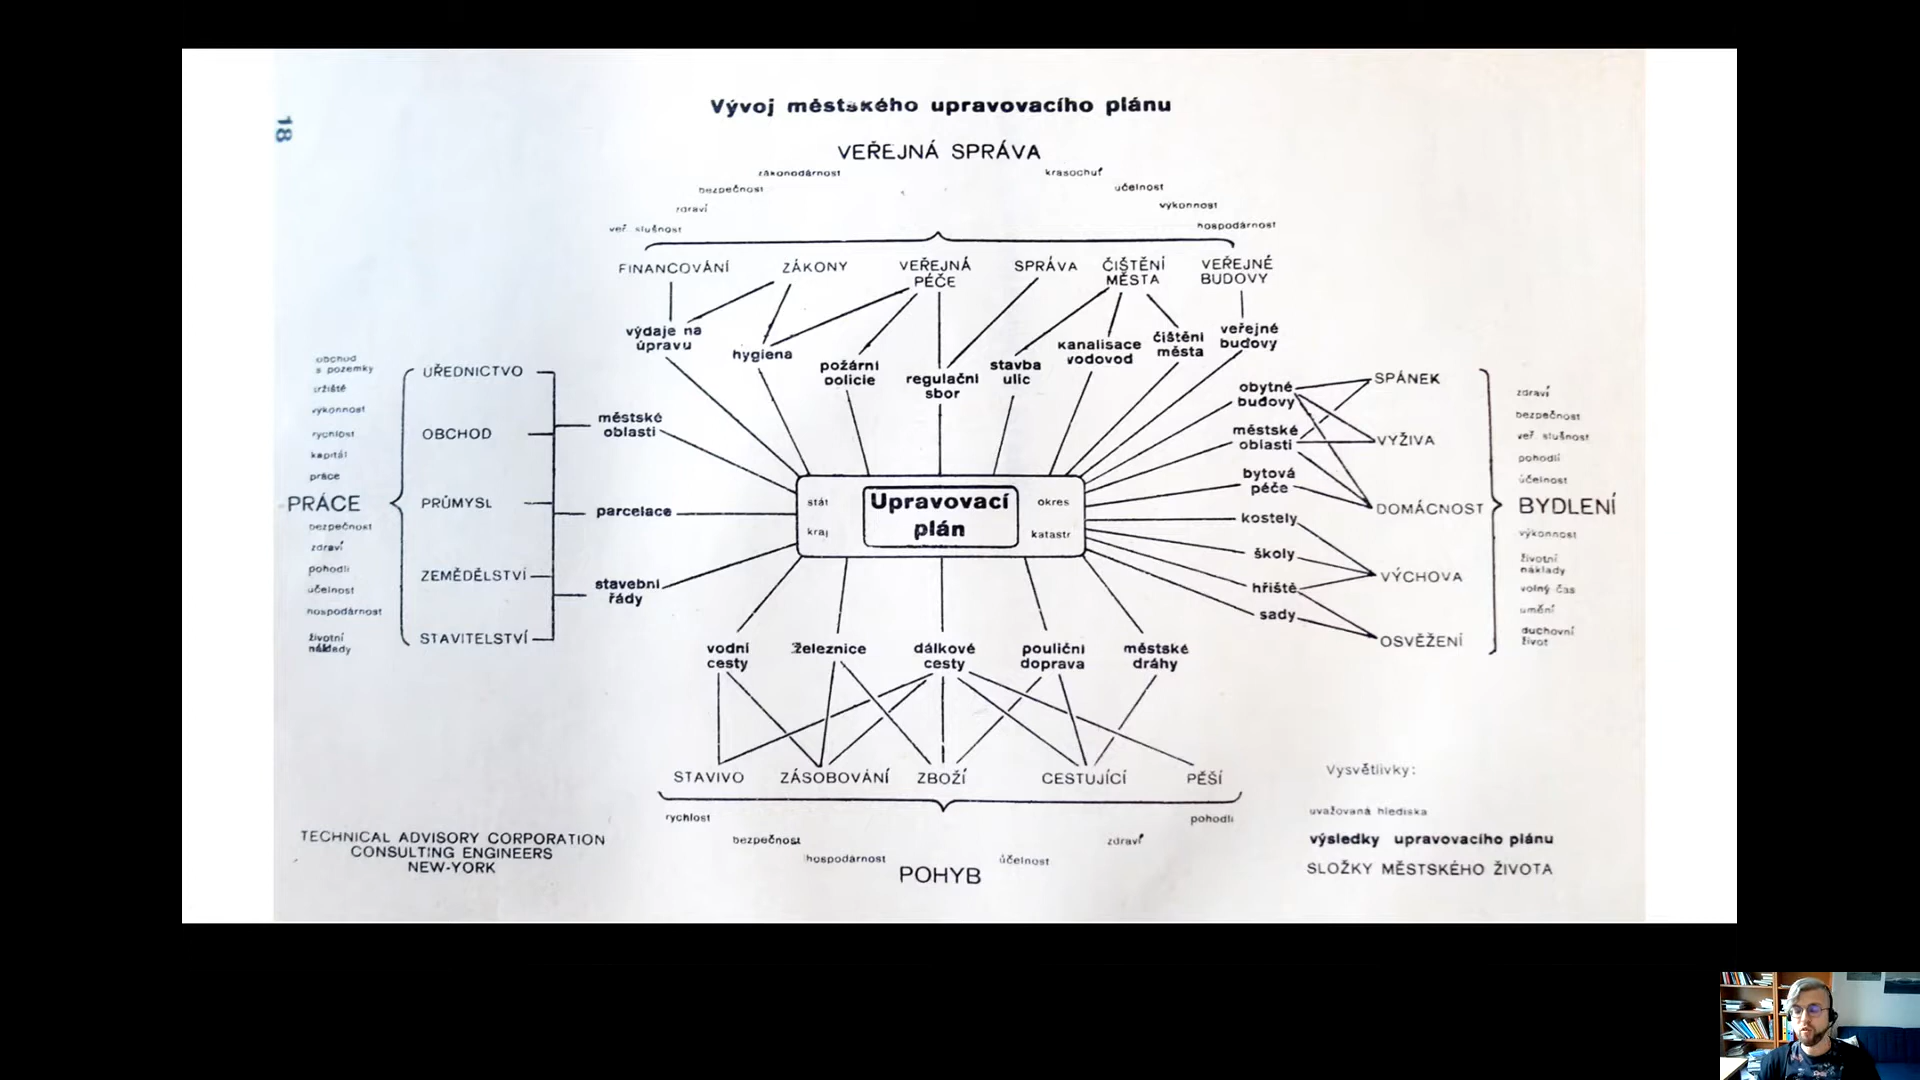 18
Vývoj městského upravovacího plánu
VEŘEJNÁ SPRÁVA
zákonodárnost
krasochuť
bezpečnost
účelnost
zdraví
výkonnost
veř. slušnost
hospodárnost
FINANCOVÁNÍ
ZÁKONY
VEŘEJNÁ
PÉČE
SPRÁVA
ČIŠTĚNÍ
MĚSTA
VEŘEJNÉ
BUDOVY
výdaje na
úpravu
hygiena
požární
policie
regulační
sbor
stavba
ulic
kanalisace
vodovod
čištění
města
veřejné
budovy
obchod
s pozemky
tržiště
výkonnost
rychlost
kapitál
práce
PRÁCE
bezpečnost
zdraví
pohodlí
účelnost
hospodárnost
životní
náklady
UŘEDNICTVO
OBCHOD
PRŮMYSL
ZEMĚDĚLSTVÍ
STAVITELSTVÍ
městské
oblasti
parcelace
stavební
řády
stát
kraj
Upravovací
plán
okres
katastr
obytné
budovy
městské
oblasti
bytová
péče
kostely
školy
hřiště
sady
SPÁNEK
VÝŽIVA
DOMÁCNOST
VÝCHOVA
OSVĚŽENÍ
zdraví
bezpečnost
veř. slušnost
pohodlí
účelnost
BYDLENÍ
výkonnost
životní
náklady
volný čas
umění
duchovní
život
vodní
cesty
železnice
dálkové
cesty
pouliční
doprava
městské
dráhy
STAVIVO
ZÁSOBOVÁNÍ
ZBOŽÍ
CESTUJÍCÍ
PĚŠÍ
rychlost
pohodlí
bezpečnost
zdraví
hospodárnost
účelnost
POHYB
TECHNICAL ADVISORY CORPORATION
CONSULTING ENGINEERS
NEW-YORK
Vysvětlivky:
uvažovaná hlediska
výsledky upravovacího plánu
SLOŽKY MĚSTSKÉHO ŽIVOTA